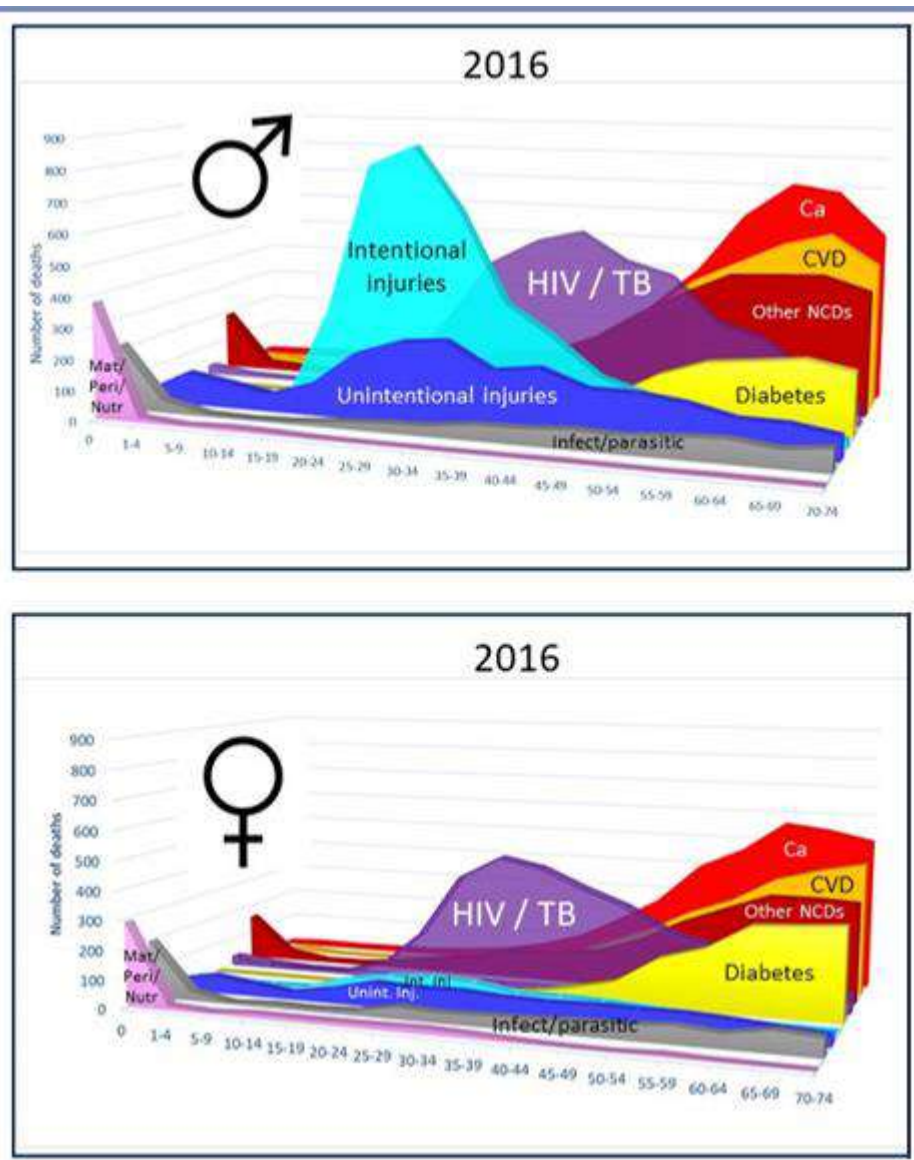 2016
900
800
700
600
500
400
300
200
100
0
Number of deaths
Intentional
injuries
HIV / TB
Ca
CVD
Other NCDs
Mat/
Peri/
Nutr
Unintentional injuries
Diabetes
Infect/parasitic
0 1-4 5-9 10-14 15-19 20-24 25-29 30-34 35-39 40-44 45-49 50-54 55-59 60-64 65-69 70-74
2016
900
800
700
600
500
400
300
200
100
0
Number of deaths
HIV / TB
Ca
CVD
Other NCDs
Mat/
Peri/
Nutr
Int. inj.
Unint. Inj.
Diabetes
Infect/parasitic
0 1-4 5-9 10-14 15-19 20-24 25-29 30-34 35-39 40-44 45-49 50-54 55-59 60-64 65-69 70-74